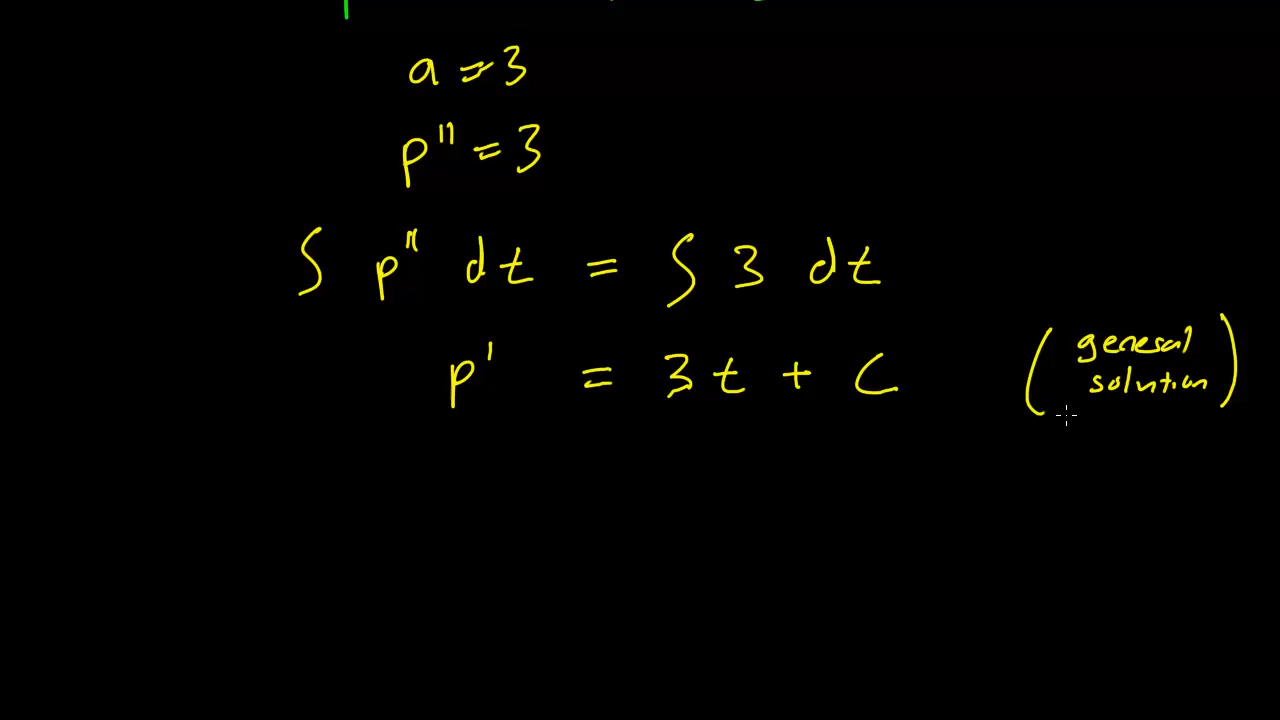 a = 3
p'' = 3
∫ p'' dt = ∫ 3 dt
p' = 3t + C
(general
solution)